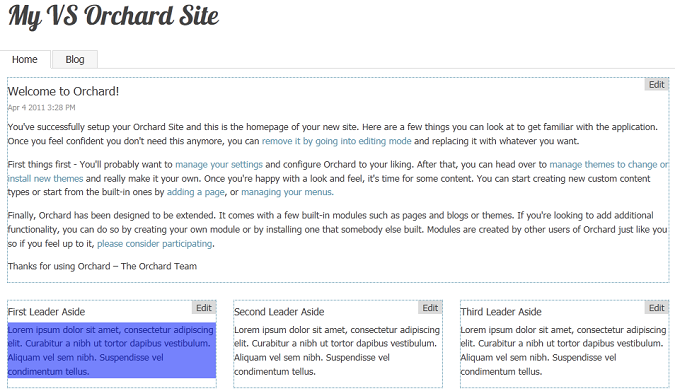 My VS Orchard Site
Home Blog
Edit
Welcome to Orchard!
Apr 4 2011 3:28 PM
You've successfully setup your Orchard Site and this is the homepage of your new site. Here are a few things you can look at to get familiar with the application.
Once you feel confident you don't need this anymore, you can remove it by going into editing mode and replacing it with whatever you want.
First things first - You'll probably want to manage your settings and configure Orchard to your liking. After that, you can head over to manage themes to change or
install new themes and really make it your own. Once you're happy with a look and feel, it's time for some content. You can start creating new custom content
types or start from the built-in ones by adding a page, or managing your menus.
Finally, Orchard has been designed to be extended. It comes with a few built-in modules such as pages and blogs or themes. If you're looking to add additional
functionality, you can do so by creating your own module or by installing one that somebody else built. Modules are created by other users of Orchard just like you
so if you feel up to it, please consider participating.
Thanks for using Orchard – The Orchard Team
Edit
First Leader Aside
Lorem ipsum dolor sit amet, consectetur adipiscing
elit. Curabitur a nibh ut tortor dapibus vestibulum.
Aliquam vel sem nibh. Suspendisse vel
condimentum tellus.
Edit
Second Leader Aside
Lorem ipsum dolor sit amet, consectetur adipiscing
elit. Curabitur a nibh ut tortor dapibus vestibulum.
Aliquam vel sem nibh. Suspendisse vel
condimentum tellus.
Edit
Third Leader Aside
Lorem ipsum dolor sit amet, consectetur adipiscing
elit. Curabitur a nibh ut tortor dapibus vestibulum.
Aliquam vel sem nibh. Suspendisse vel
condimentum tellus.